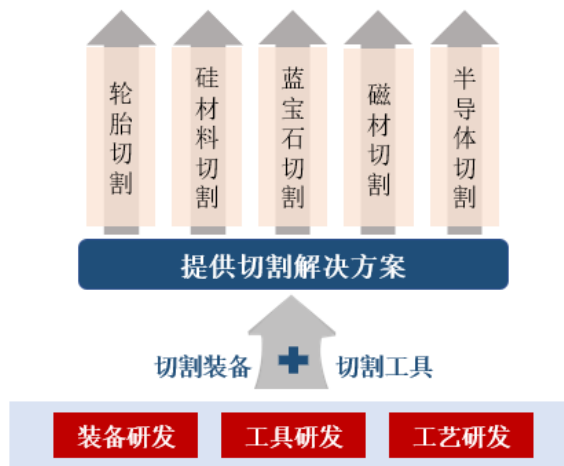 轮胎切割
硅材料切割
蓝宝石切割
磁材切割
半导体切割
提供切割解决方案
切割装备
切割工具
装备研发
工具研发
工艺研发